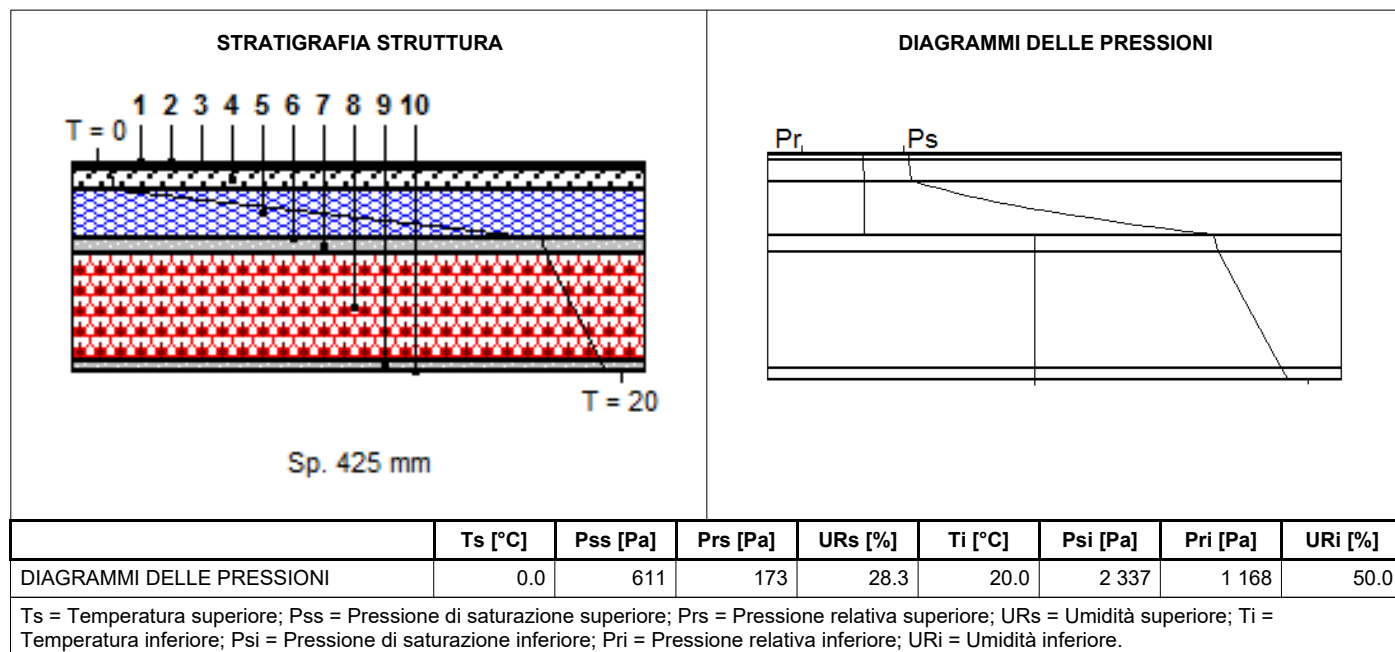 STRATIGRAFIA STRUTTURA
1 2 3 4 5 6 7 8 9 10
T = 0
T = 20
Sp. 425 mm
DIAGRAMMI DELLE PRESSIONI
Pr Ps
Ts [°C] Pss [Pa] Prs [Pa] URs [%] Ti [°C] Psi [Pa] Pri [Pa] URi [%]
DIAGRAMMI DELLE PRESSIONI 0.0 611 173 28.3 20.0 2 337 1 168 50.0
Ts = Temperatura superiore; Pss = Pressione di saturazione superiore; Prs = Pressione relativa superiore; URs = Umidità superiore; Ti =
Temperatura inferiore; Psi = Pressione di saturazione inferiore; Pri = Pressione relativa inferiore; URi = Umidità inferiore.